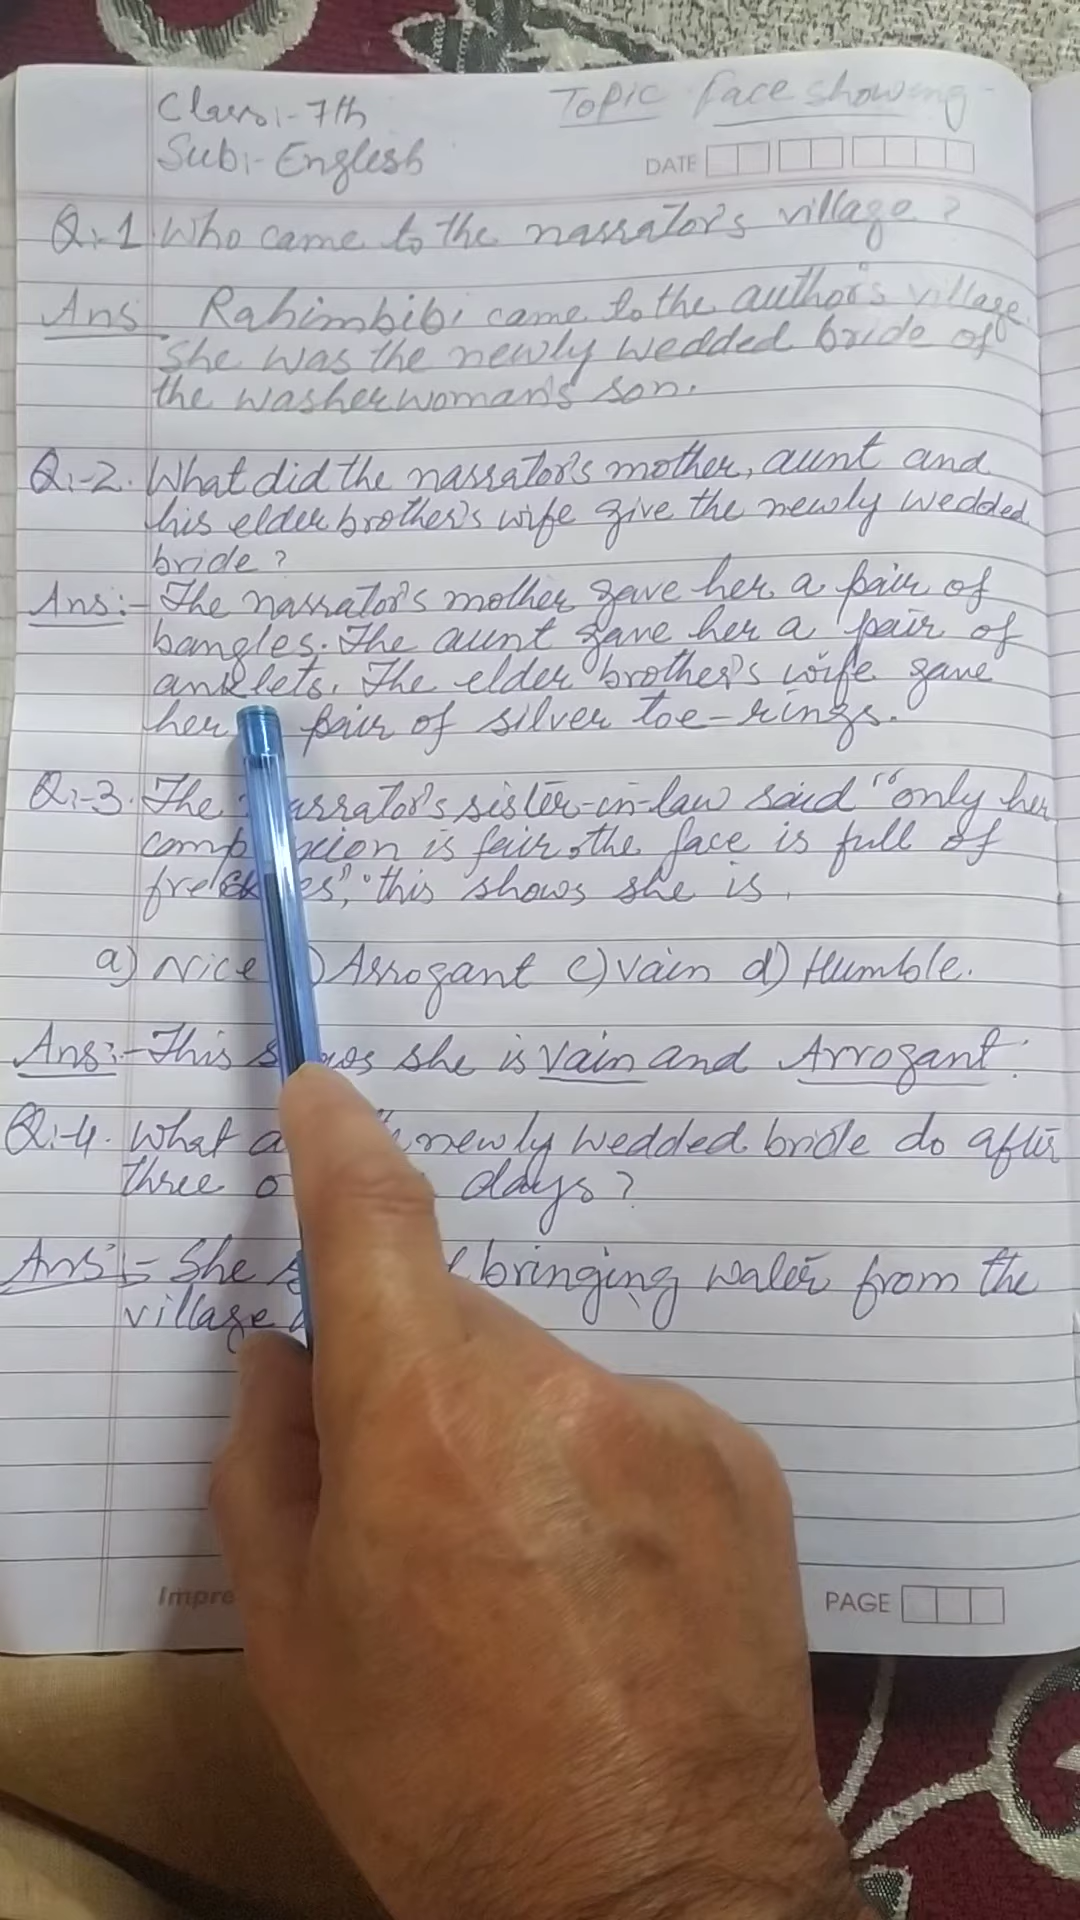 Class:- 7th
Topic face showing
Sub:- English
DATE
Q:-1 Who came to the narrator's village?
Ans Rahimbibi came to the author's village.
She was the newly wedded bride of
the washerwoman's son.
Q:-2. What did the narrator's mother, aunt and
his elder brother's wife give the newly wedded
bride?
Ans:- The narrator's mother gave her a pair of
bangles. The aunt gave her a pair of
anklets. The elder brother's wife gave
her pair of silver toe-rings.
Q:-3. The narrator's sister-in-law said "only her
complexion is fair, the face is full of
freckles", this shows she is.
a) Nice ) Arrogant c) Vain d) Humble.
Ans:- This shows she is Vain and Arrogant.
Q:-4. What newly wedded bride do after
three days?
Ans:- She bringing water from the
village
Impre
PAGE